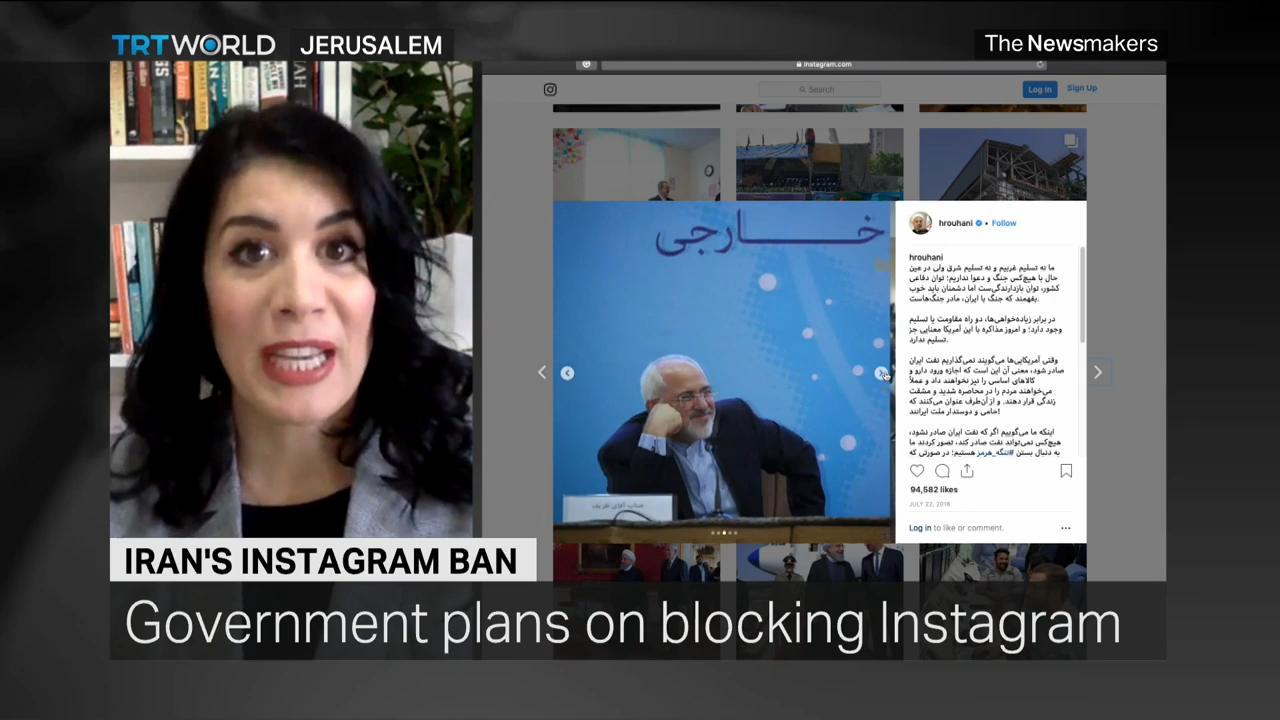 TRT WORLD
JERUSALEM
The Newsmakers
instagram.com
Search
Log In
Sign Up
خارجی
جناب آقای ظریف
hrouhani • Follow
hrouhani
ما نه تسلیم غربیم و نه تسلیم شرق ولی در عین
حال با هیچ‌کس جنگ و دعوا نداریم؛ توان دفاعی
کشور، توان بازدارندگی‌ست اما دشمنان باید خوب
بفهمند که جنگ با ایران، مادر جنگ‌هاست.
در برابر زیاده‌خواهی‌ها، دو راه مقاومت یا تسلیم
وجود دارد؛ و امروز مذاکره با این آمریکا معنایی جز
تسلیم ندارد.
وقتی آمریکایی‌ها می‌گویند نمی‌گذاریم نفت ایران
صادر شود، معنی آن این است که اجازه ورود دارو و
کالاهای اساسی را نیز نخواهند داد و عملاً
می‌خواهند مردم را در محاصره شدید و مشقت
زندگی قرار دهند. و از آن‌طرف عنوان می‌کنند که
حامی و دوستدار ملت ایرانند!
اینکه ما می‌گوییم اگر که نفت ایران صادر نشود،
هیچ‌کس نمی‌تواند نفت صادر کند، تصور کردند ما
به دنبال بستن #تنگه_هرمز هستیم؛ در صورتی که
94,582 likes
JULY 22, 2018
Log in to like or comment.
IRAN'S INSTAGRAM BAN
Government plans on blocking Instagram